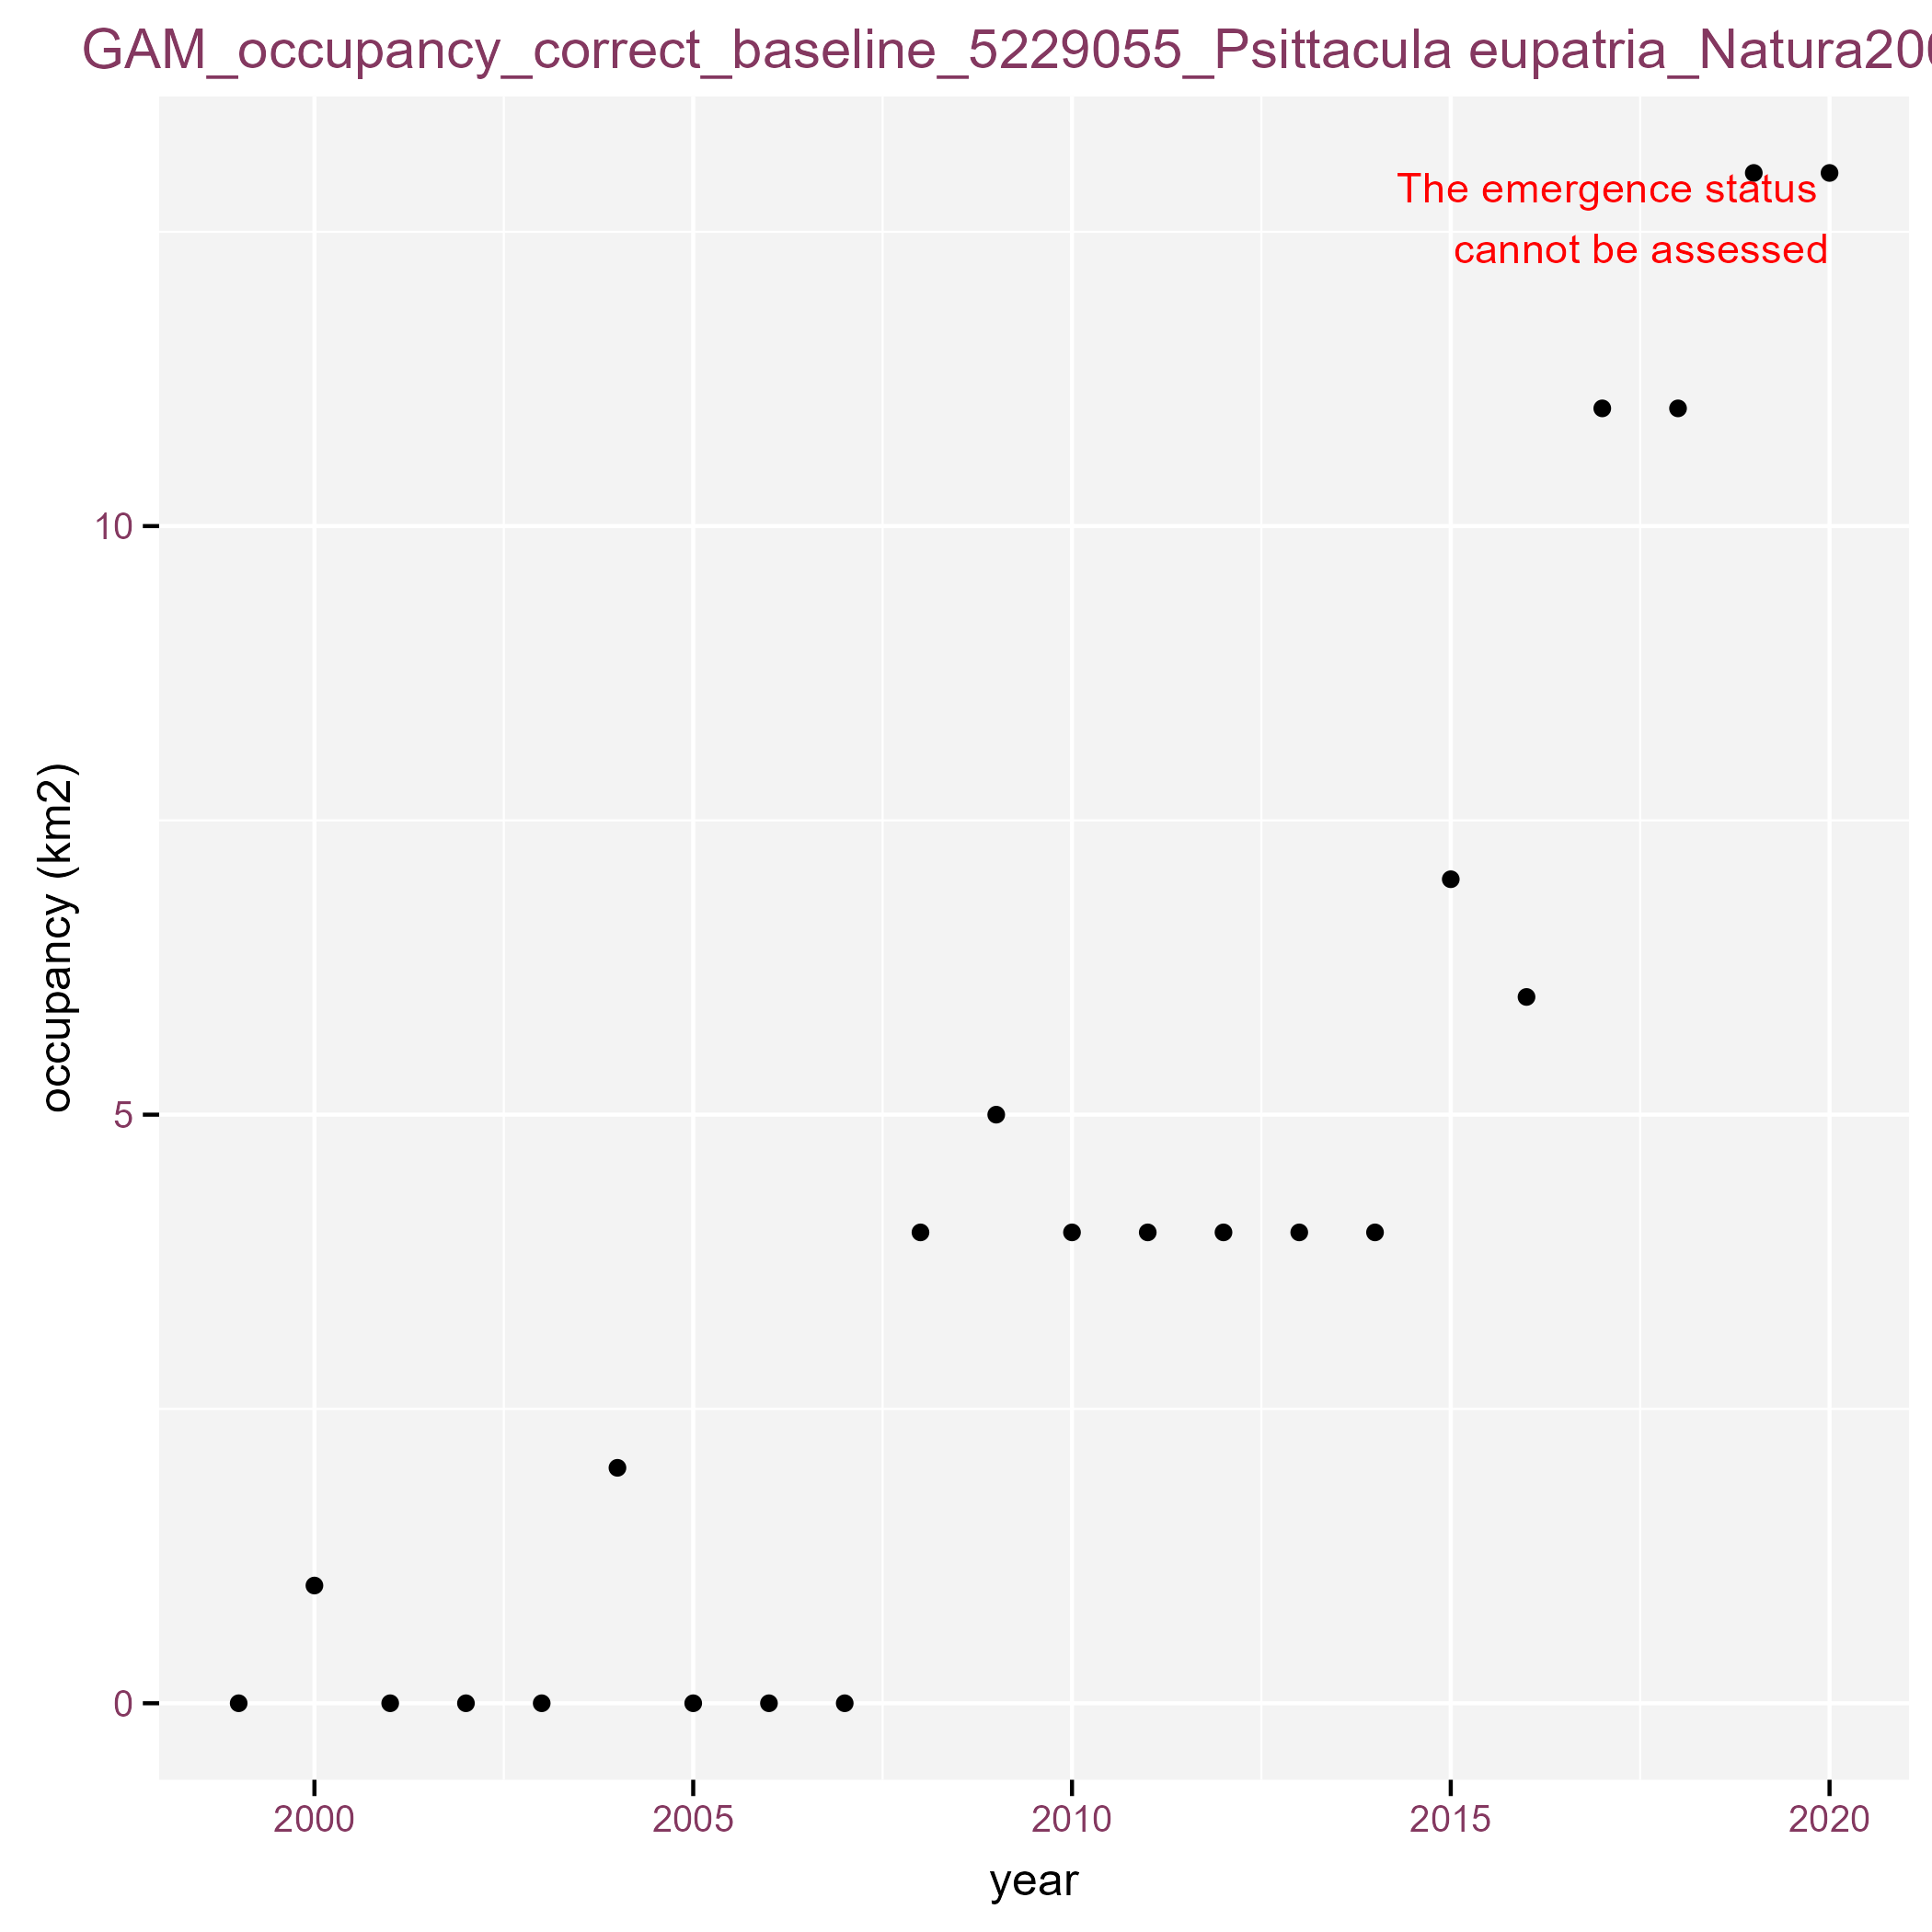 GAM_occupancy_correct_baseline_5229055_Psittacula eupatria_Natura200
The emergence status
cannot be assessed
10
5
0
occupancy (km2)
2000 2005 2010 2015 2020
year